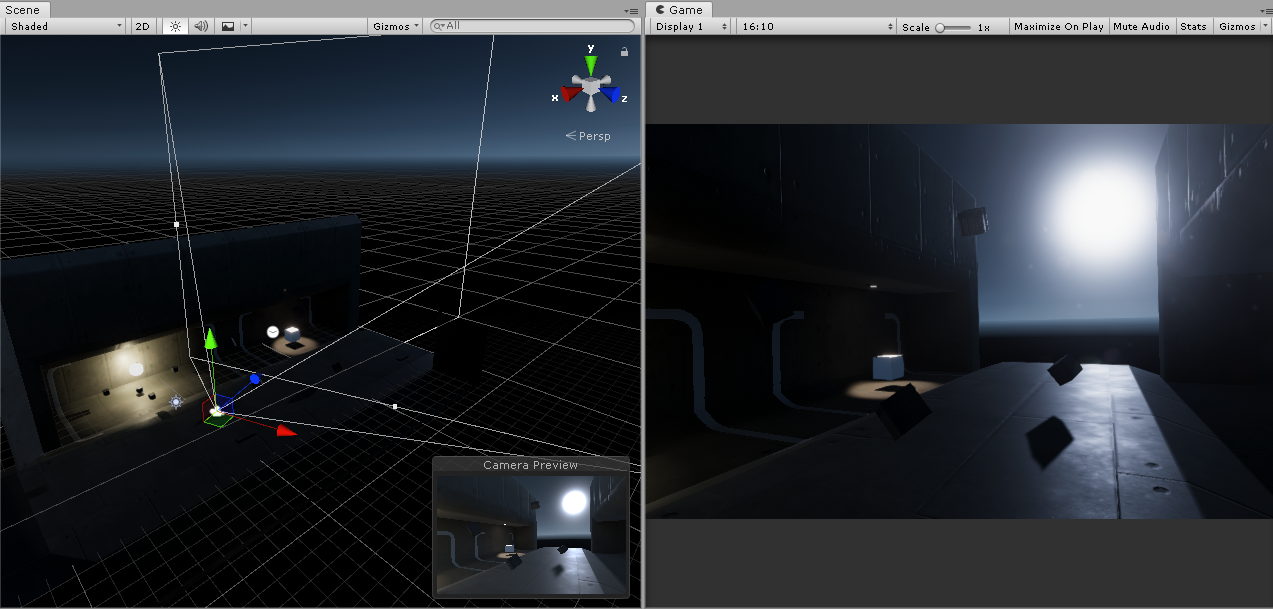 Scene
Shaded 2D Gizmos All
y
x z
Persp
Camera Preview
Game
Display 1 16:10 Scale 1x Maximize On Play Mute Audio Stats Gizmos